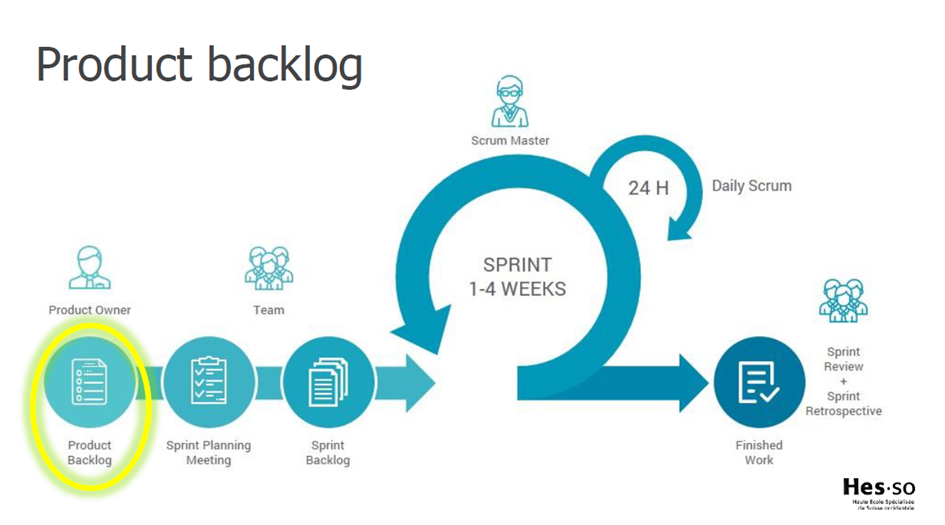 Product backlog
Scrum Master
24 H
Daily Scrum
SPRINT
1-4 WEEKS
Product Owner
Team
Product
Backlog
Sprint Planning
Meeting
Sprint
Backlog
Finished
Work
Sprint
Review
+
Sprint
Retrospective
Hes·so
Haute Ecole Spécialisée
de Suisse occidentale